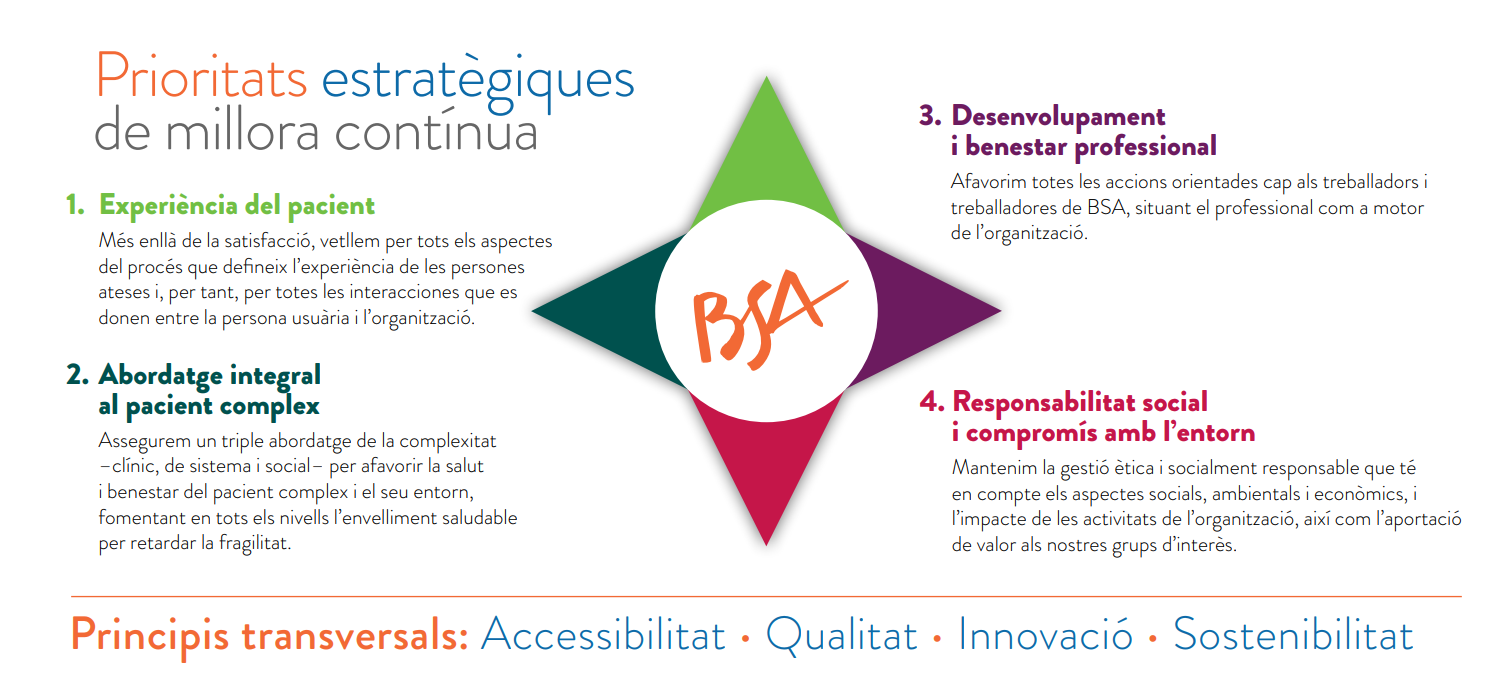 Prioritats estratègiques
de millora contínua
1. Experiència del pacient
Més enllà de la satisfacció, vetllem per tots els aspectes
del procés que defineix l’experiència de les persones
ateses i, per tant, per totes les interacciones que es
donen entre la persona usuària i l’organització.
2. Abordatge integral
al pacient complex
Assegurem un triple abordatge de la complexitat
–clínic, de sistema i social– per afavorir la salut
i benestar del pacient complex i el seu entorn,
fomentant en tots els nivells l’envelliment saludable
per retardar la fragilitat.
BSA
3. Desenvolupament
i benestar professional
Afavorim totes les accions orientades cap als treballadors i
treballadores de BSA, situant el professional com a motor
de l’organització.
4. Responsabilitat social
i compromís amb l’entorn
Mantenim la gestió ètica i socialment responsable que té
en compte els aspectes socials, ambientals i econòmics, i
l’impacte de les activitats de l’organització, així com l’aportació
de valor als nostres grups d’interès.
Principis transversals: Accessibilitat • Qualitat • Innovació • Sostenibilitat